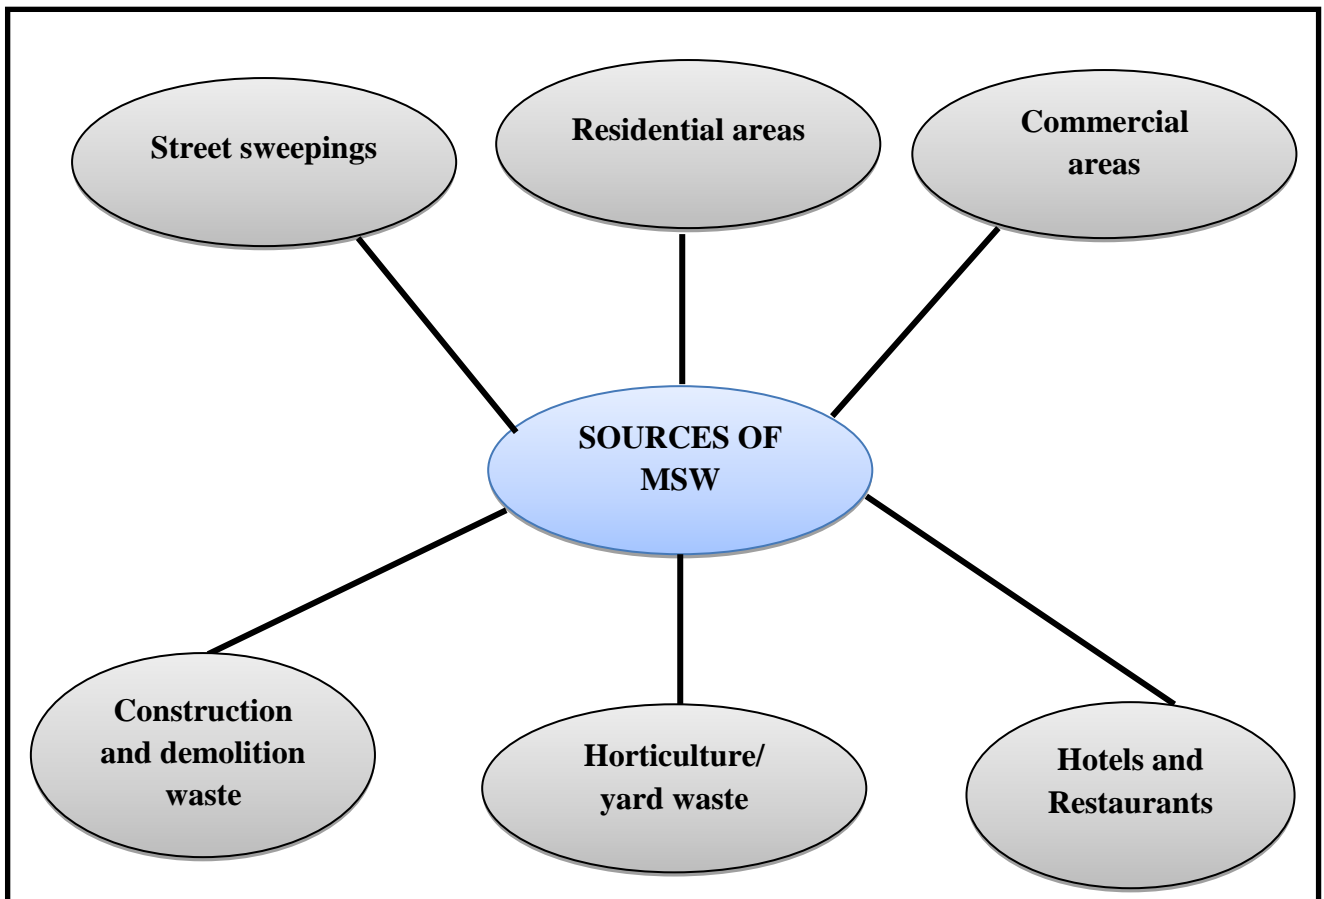 Street sweepings
Residential areas
Commercial
areas
SOURCES OF
MSW
Construction
and demolition
waste
Horticulture/
yard waste
Hotels and
Restaurants